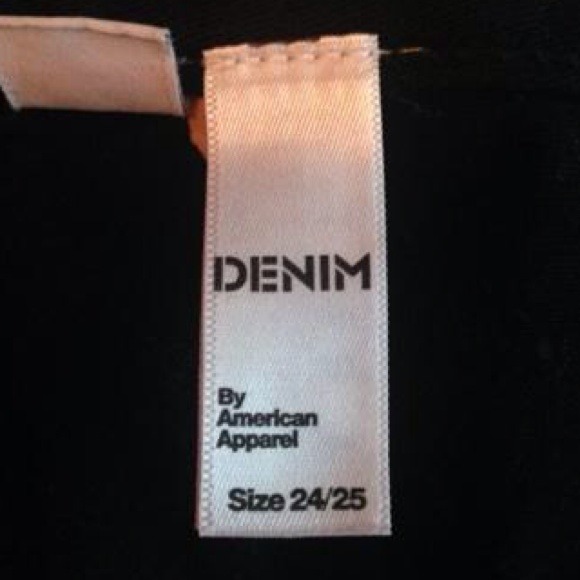 DENIM
By
American
Apparel
Size 24/25